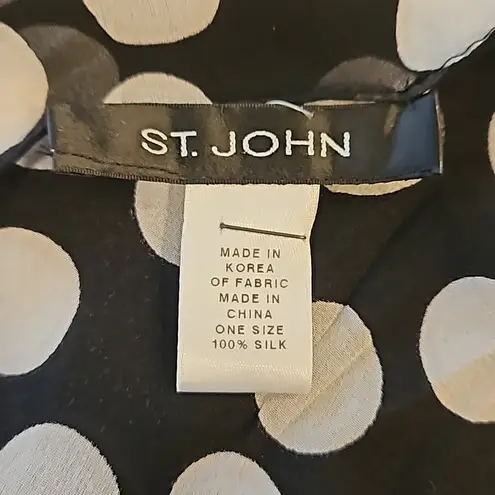 ST. JOHN
MADE IN
KOREA
OF FABRIC
MADE IN
CHINA
ONE SIZE
100% SILK